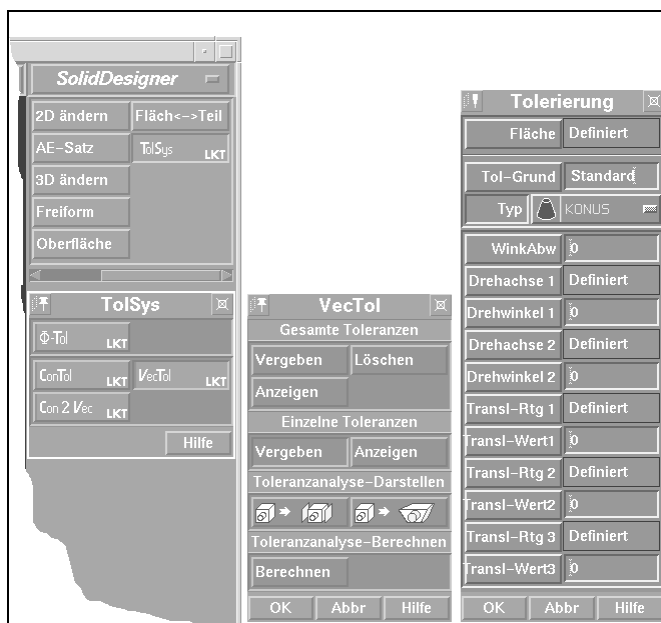 SolidDesigner
2D ändern Fläch<->Teil
AE-Satz TolSys LKT
3D ändern
Freiform
Oberfläche
TolSys
Φ-Tol LKT
ConTol LKT VecTol LKT
Con2Vec LKT
Hilfe
VecTol
Gesamte Toleranzen
Vergeben Löschen
Anzeigen
Einzelne Toleranzen
Vergeben Anzeigen
Toleranzanalyse-Darstellen
Toleranzanalyse-Berechnen
Berechnen
OK Abbr Hilfe
Tolerierung
Fläche Definiert
Tol-Grund Standard
Typ KONUS
WinkAbw 0
Drehachse 1 Definiert
Drehwinkel 1 0
Drehachse 2 Definiert
Drehwinkel 2 0
Transl-Rtg 1 Definiert
Transl-Wert1 0
Transl-Rtg 2 Definiert
Transl-Wert2 0
Transl-Rtg 3 Definiert
Transl-Wert3 0
OK Abbr Hilfe